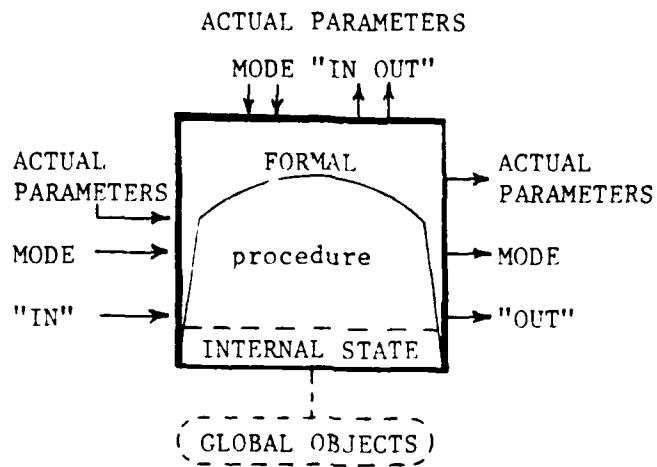 ACTUAL PARAMETERS
MODE "IN OUT"
FORMAL
ACTUAL
PARAMETERS
MODE
"IN"
procedure
ACTUAL
PARAMETERS
MODE
"OUT"
INTERNAL STATE
GLOBAL OBJECTS